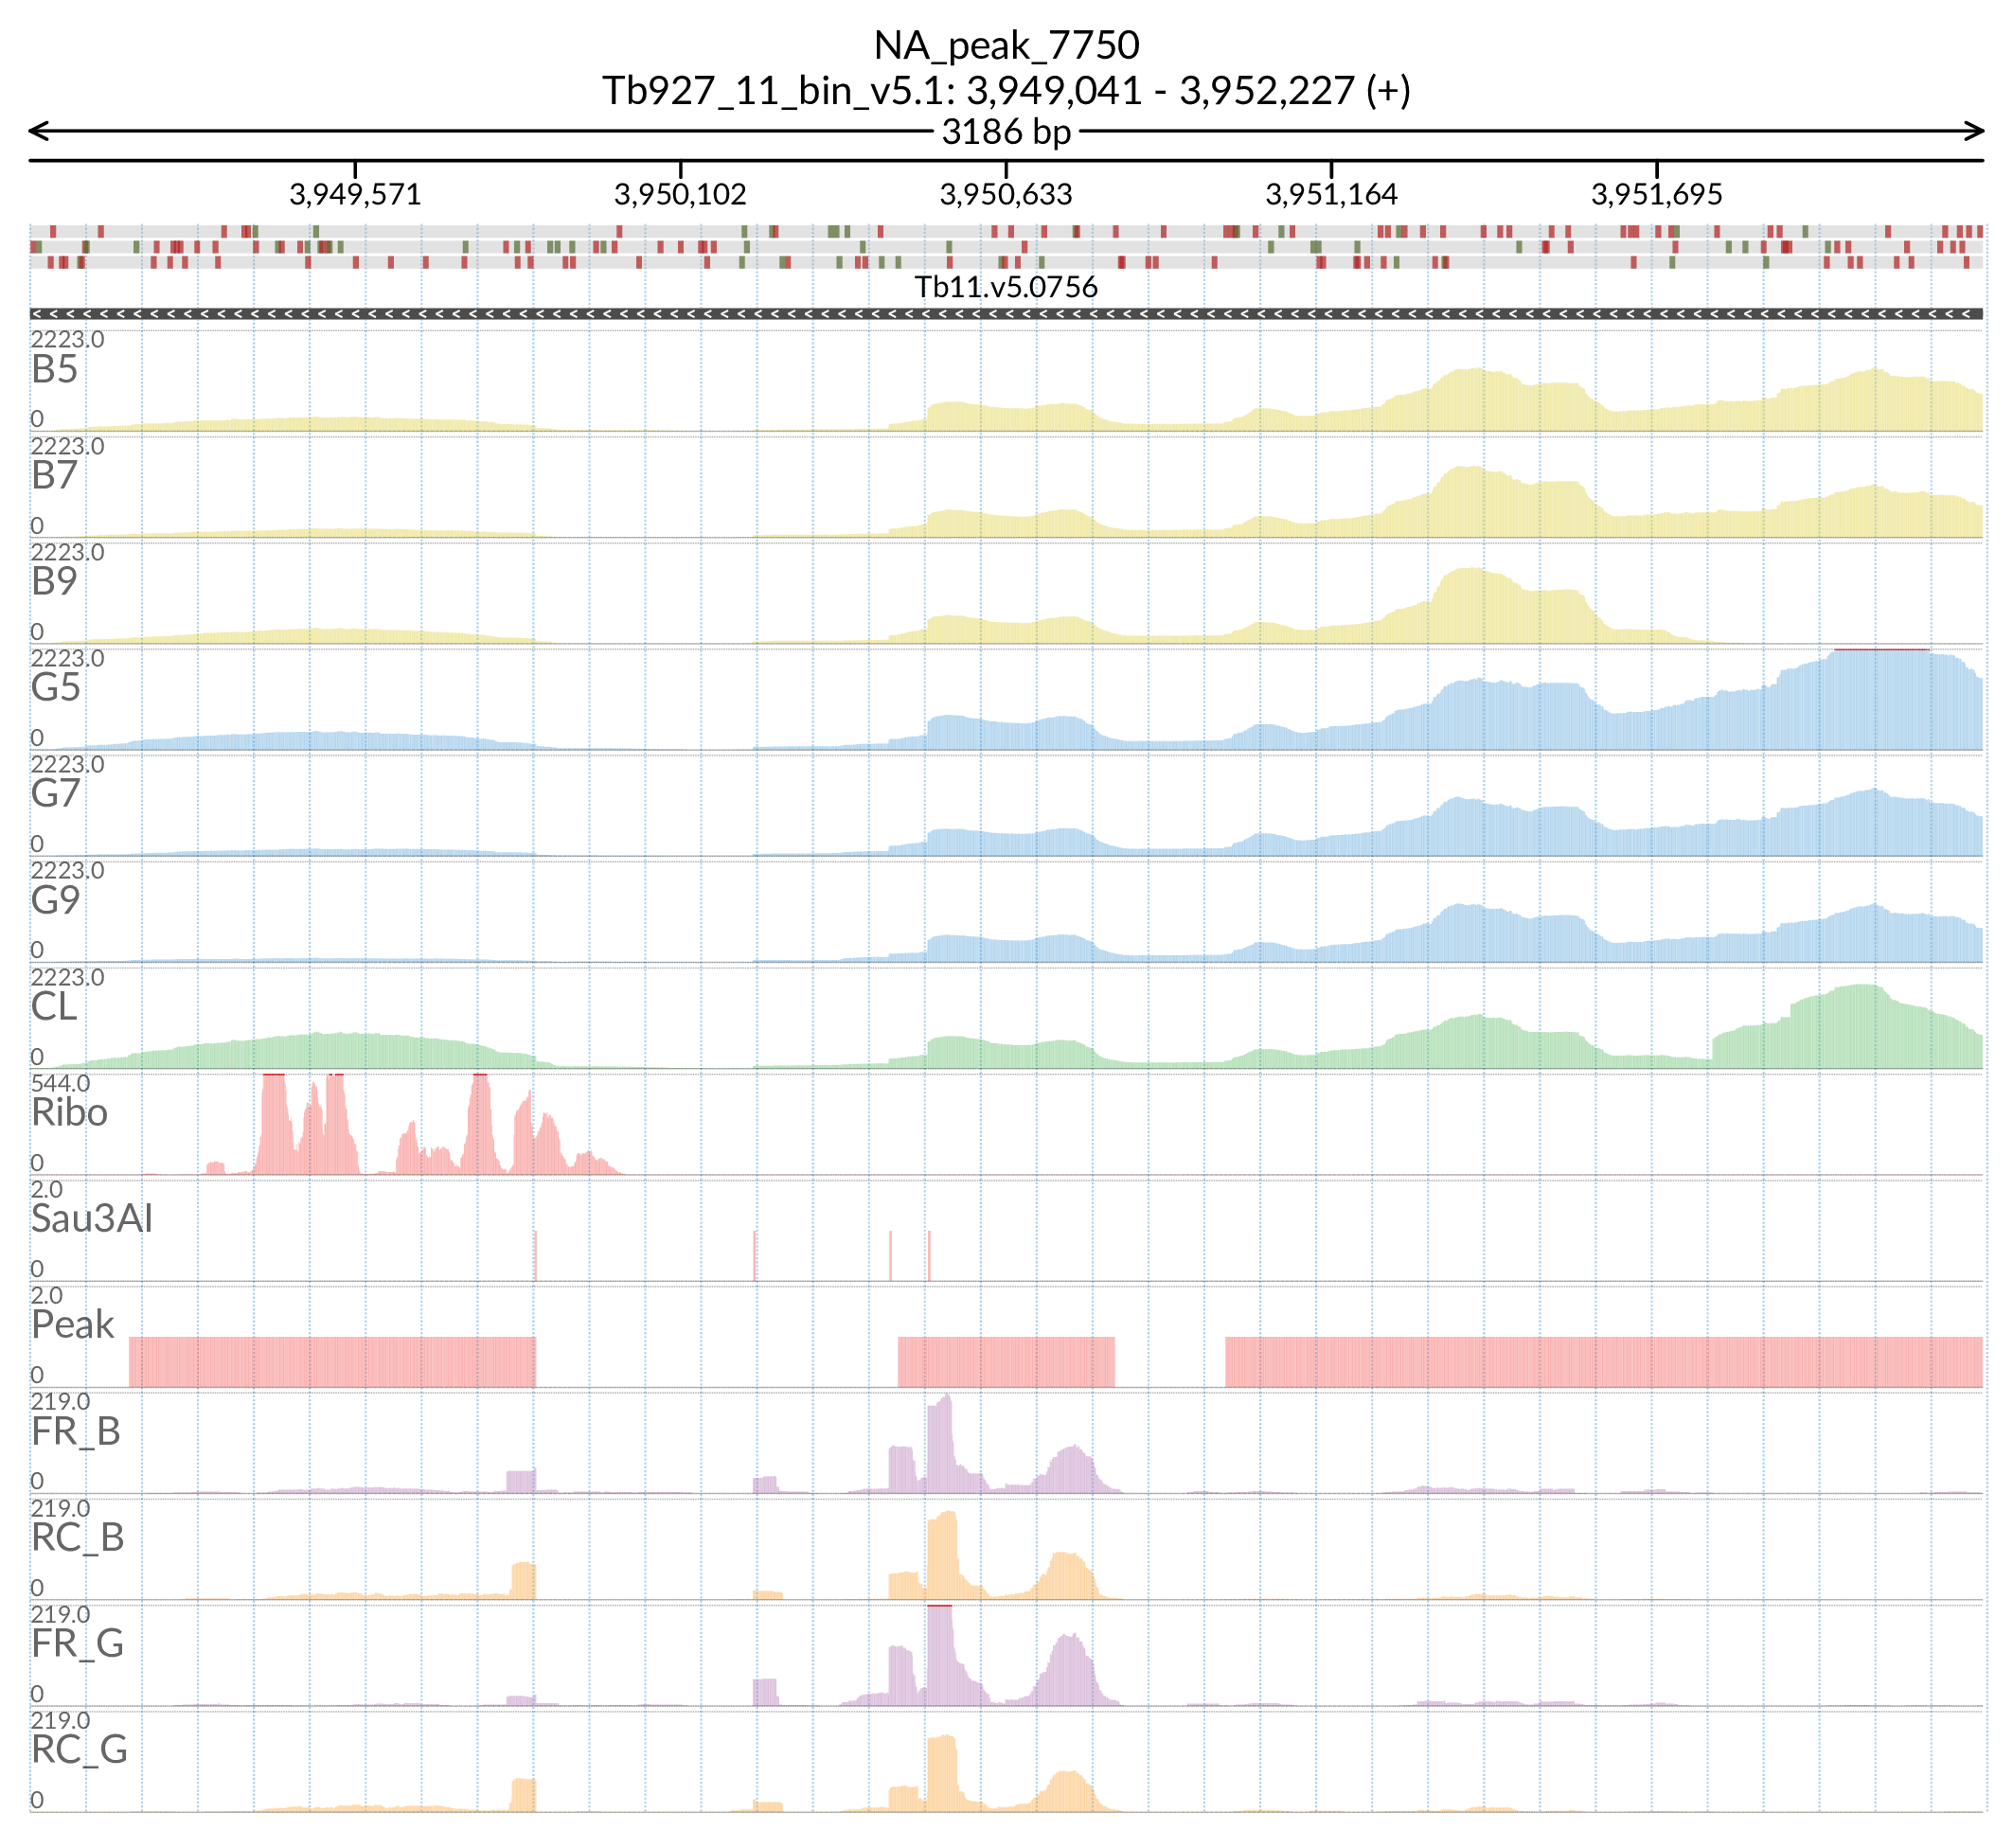 NA_peak_7750
Tb927_11_bin_v5.1: 3,949,041 - 3,952,227 (+)
3186 bp
3,949,571 3,950,102 3,950,633 3,951,164 3,951,695
Tb11.v5.0756
2223.0
B5
0
2223.0
B7
0
2223.0
B9
0
2223.0
G5
0
2223.0
G7
0
2223.0
G9
0
2223.0
CL
0
544.0
Ribo
0
2.0
Sau3AI
0
2.0
Peak
0
219.0
FR_B
0
219.0
RC_B
0
219.0
FR_G
0
219.0
RC_G
0